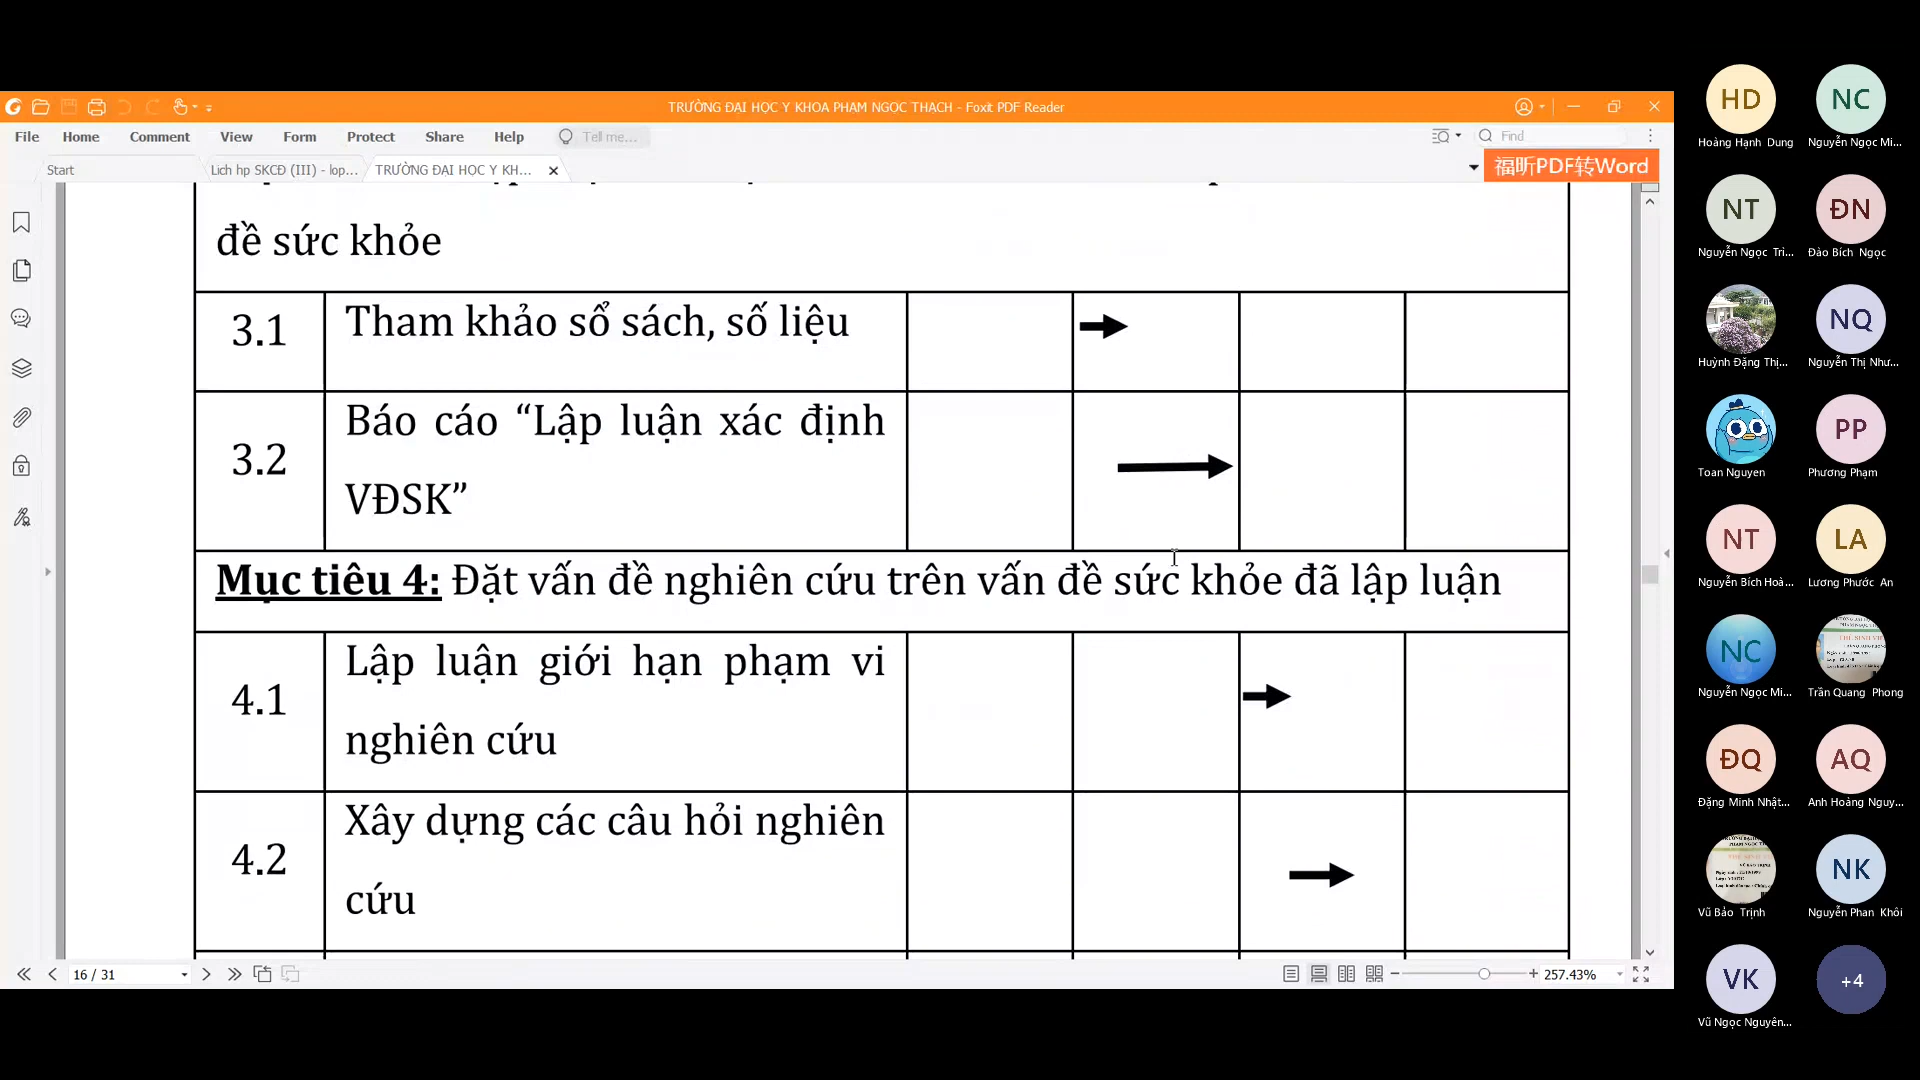 TRƯỜNG ĐẠI HỌC Y KHOA PHẠM NGỌC THẠCH - Foxit PDF Reader
File Home Comment View Form Protect Share Help Tell me... Find
Start Lich hp SKCĐ (III) - lop... TRƯỜNG ĐẠI HỌC Y KH... 福昕PDF转Word
đề sức khỏe
3.1 Tham khảo sổ sách, số liệu
3.2 Báo cáo “Lập luận xác định
VĐSK”
Mục tiêu 4: Đặt vấn đề nghiên cứu trên vấn đề sức khỏe đã lập luận
4.1 Lập luận giới hạn phạm vi
nghiên cứu
4.2 Xây dựng các câu hỏi nghiên
cứu
16 / 31 257.43%
HD NC
Hoàng Hạnh Dung Nguyễn Ngọc Mi...
NT ĐN
Nguyễn Ngọc Tri... Đào Bích Ngọc
NQ
Huỳnh Đặng Thị... Nguyễn Thị Như...
PP
Toan Nguyen Phương Phạm
NT LA
Nguyễn Bích Hoà... Lương Phước An
NC
Nguyễn Ngọc Mi... Trần Quang Phong
ĐQ AQ
Đặng Minh Nhật... Anh Hoảng Nguy...
NK
Vũ Bảo Trịnh Nguyễn Phan Khôi
VK +4
Vũ Ngọc Nguyên...